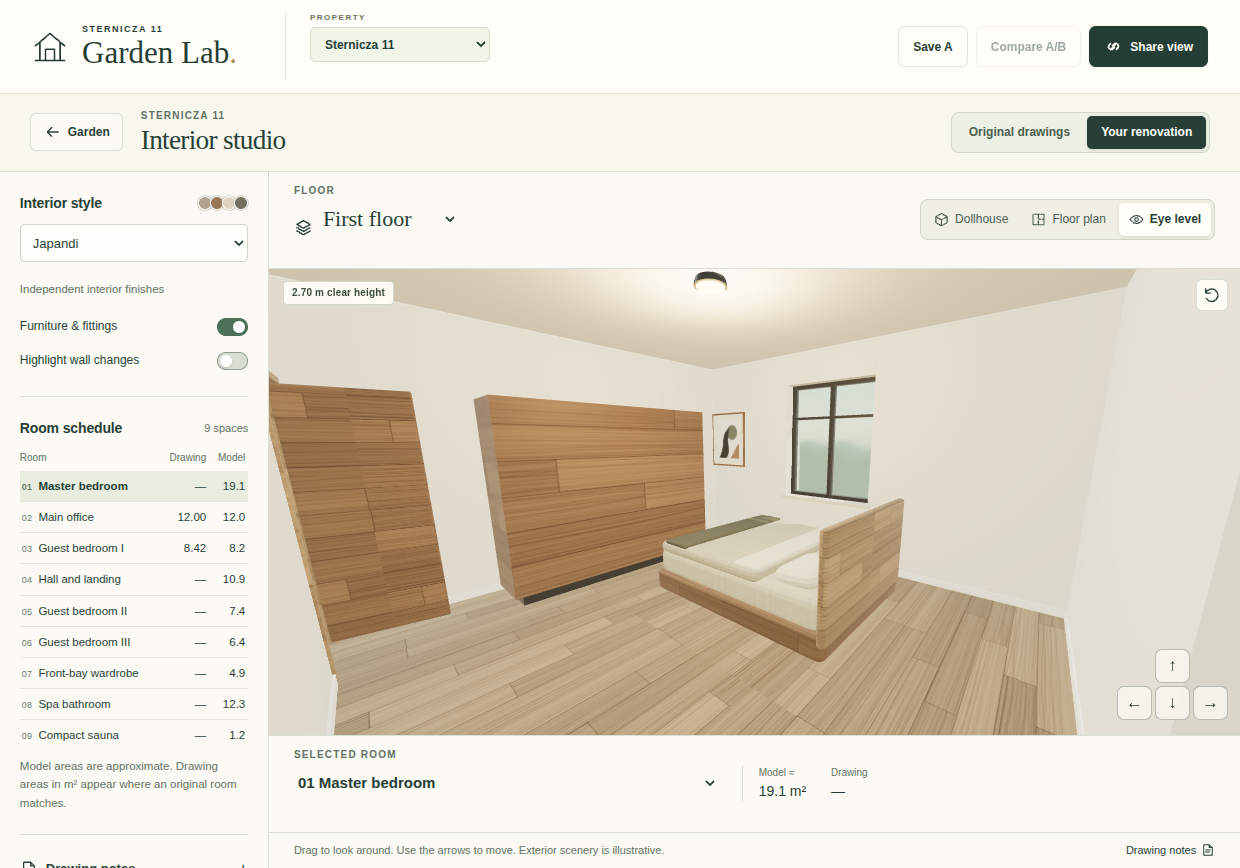 STERNICZA 11
Garden Lab.
PROPERTY
Sternicza 11
Save A
Compare A/B
Share view
Garden
STERNICZA 11
Interior studio
Original drawings
Your renovation
Interior style
Japandi
Independent interior finishes
Furniture & fittings
Highlight wall changes
Room schedule
9 spaces
Room Drawing Model
01 Master bedroom — 19.1
02 Main office 12.00 12.0
03 Guest bedroom I 8.42 8.2
04 Hall and landing — 10.9
05 Guest bedroom II — 7.4
06 Guest bedroom III — 6.4
07 Front-bay wardrobe — 4.9
08 Spa bathroom — 12.3
09 Compact sauna — 1.2
Model areas are approximate. Drawing
areas in m² appear where an original room
matches.
Drawing notes +
FLOOR
First floor
Dollhouse
Floor plan
Eye level
2.70 m clear height
↑
← ↓ →
SELECTED ROOM
01 Master bedroom
Model ≈ Drawing
19.1 m² —
Drag to look around. Use the arrows to move. Exterior scenery is illustrative.
Drawing notes